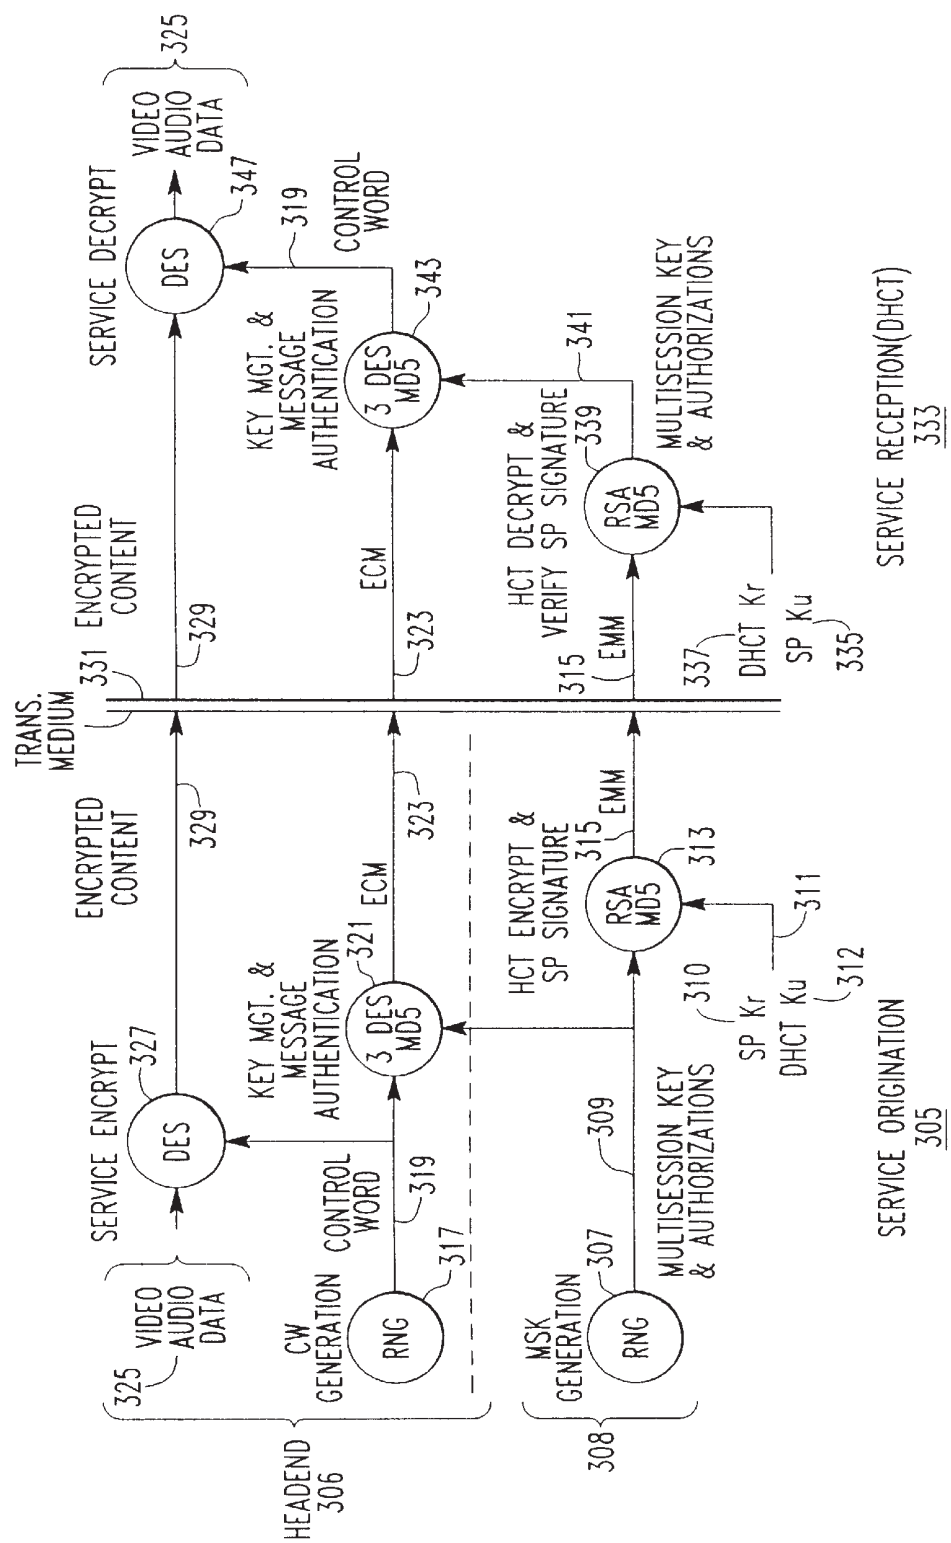 325
VIDEO
AUDIO
DATA
SERVICE ENCRYPT
327
DES
ENCRYPTED
CONTENT
329
TRANS.
MEDIUM
331
ENCRYPTED
CONTENT
329
SERVICE DECRYPT
DES
347
VIDEO
AUDIO
DATA
325
HEADEND
306
CW
GENERATION
RNG
317
CONTROL
WORD
319
KEY MGT. &
MESSAGE
AUTHENTICATION
321
3 DES
MD5
ECM
323
ECM
323
KEY MGT. &
MESSAGE
AUTHENTICATION
3 DES
MD5
343
319
CONTROL
WORD
308
MSK
GENERATION
307
RNG
309
MULTISESSION KEY
& AUTHORIZATIONS
HCT ENCRYPT &
SP SIGNATURE
RSA
MD5
313
315
EMM
310
SP Kr
DHCT Ku
312
311
315
EMM
HCT DECRYPT &
VERIFY SP SIGNATURE
339
RSA
MD5
341
MULTISESSION KEY
& AUTHORIZATIONS
337
DHCT Kr
SP Ku
335
SERVICE ORIGINATION
305
SERVICE RECEPTION(DHCT)
333